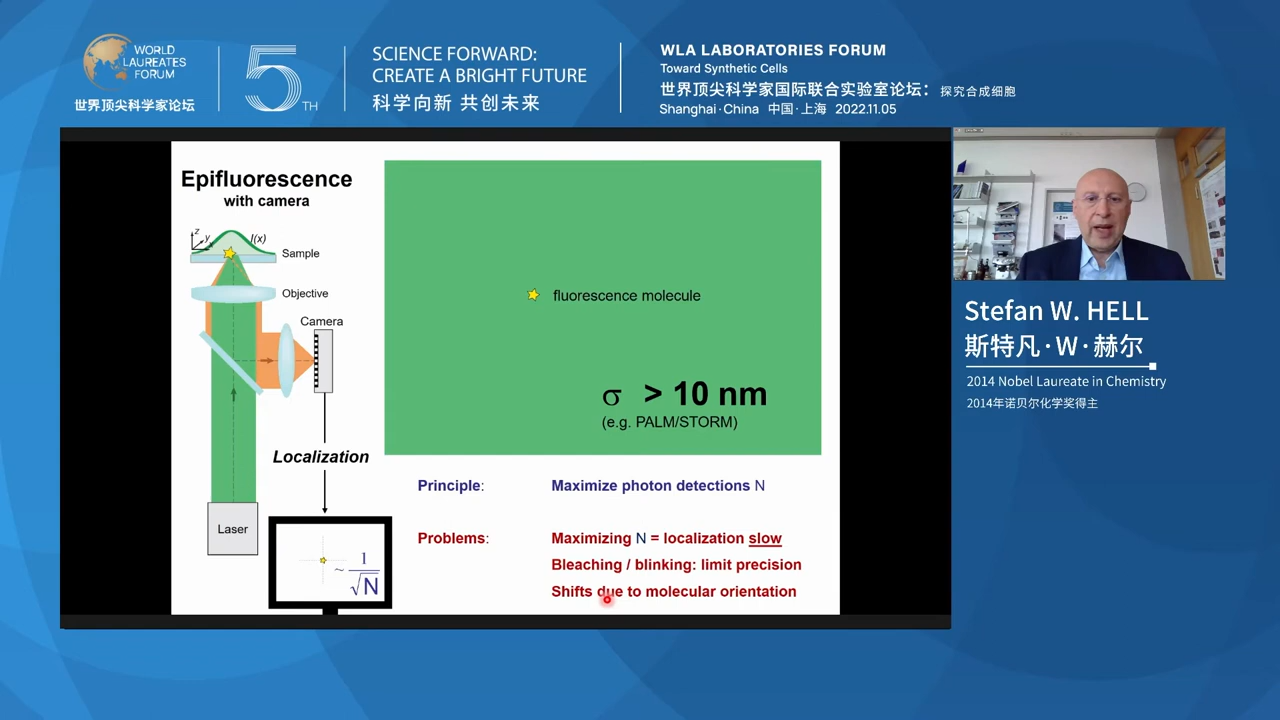 WORLD
LAUREATES
FORUM
世界顶尖科学家论坛
5TH
SCIENCE FORWARD:
CREATE A BRIGHT FUTURE
科学向新 共创未来
WLA LABORATORIES FORUM
Toward Synthetic Cells
世界顶尖科学家国际联合实验室论坛：探究合成细胞
Shanghai·China 中国·上海 2022.11.05
Epifluorescence
with camera
z
y
I(x)
Sample
Objective
Camera
Localization
Laser
~ 1/√N
fluorescence molecule
σ > 10 nm
(e.g. PALM/STORM)
Principle: Maximize photon detections N
Problems: Maximizing N = localization slow
Bleaching / blinking: limit precision
Shifts due to molecular orientation
Stefan W. HELL
斯特凡·W·赫尔
2014 Nobel Laureate in Chemistry
2014年诺贝尔化学奖得主